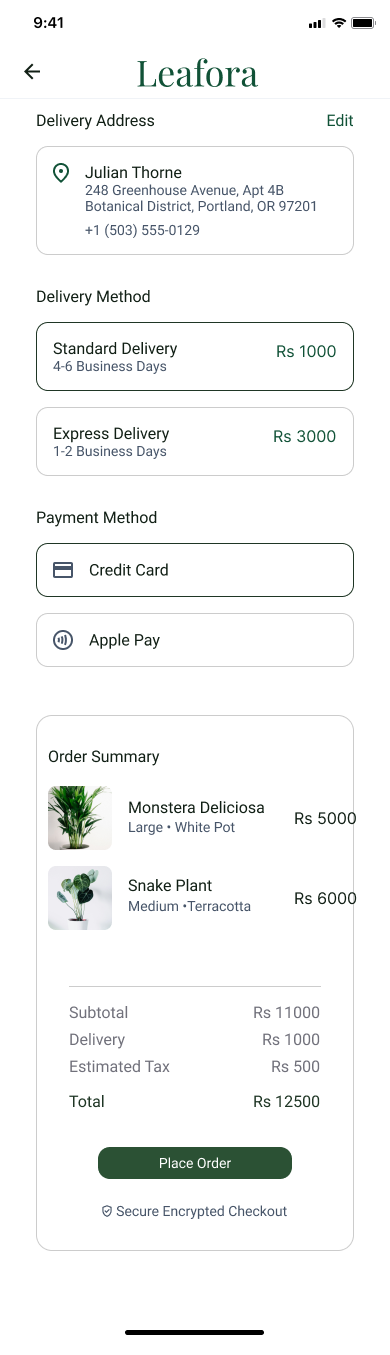 9:41
Leafora
Delivery Address
Edit
Julian Thorne
248 Greenhouse Avenue, Apt 4B
Botanical District, Portland, OR 97201
+1 (503) 555-0129
Delivery Method
Standard Delivery
Rs 1000
4-6 Business Days
Express Delivery
Rs 3000
1-2 Business Days
Payment Method
Credit Card
Apple Pay
Order Summary
Monstera Deliciosa
Rs 5000
Large • White Pot
Snake Plant
Rs 6000
Medium •Terracotta
Subtotal Rs 11000
Delivery Rs 1000
Estimated Tax Rs 500
Total Rs 12500
Place Order
Secure Encrypted Checkout